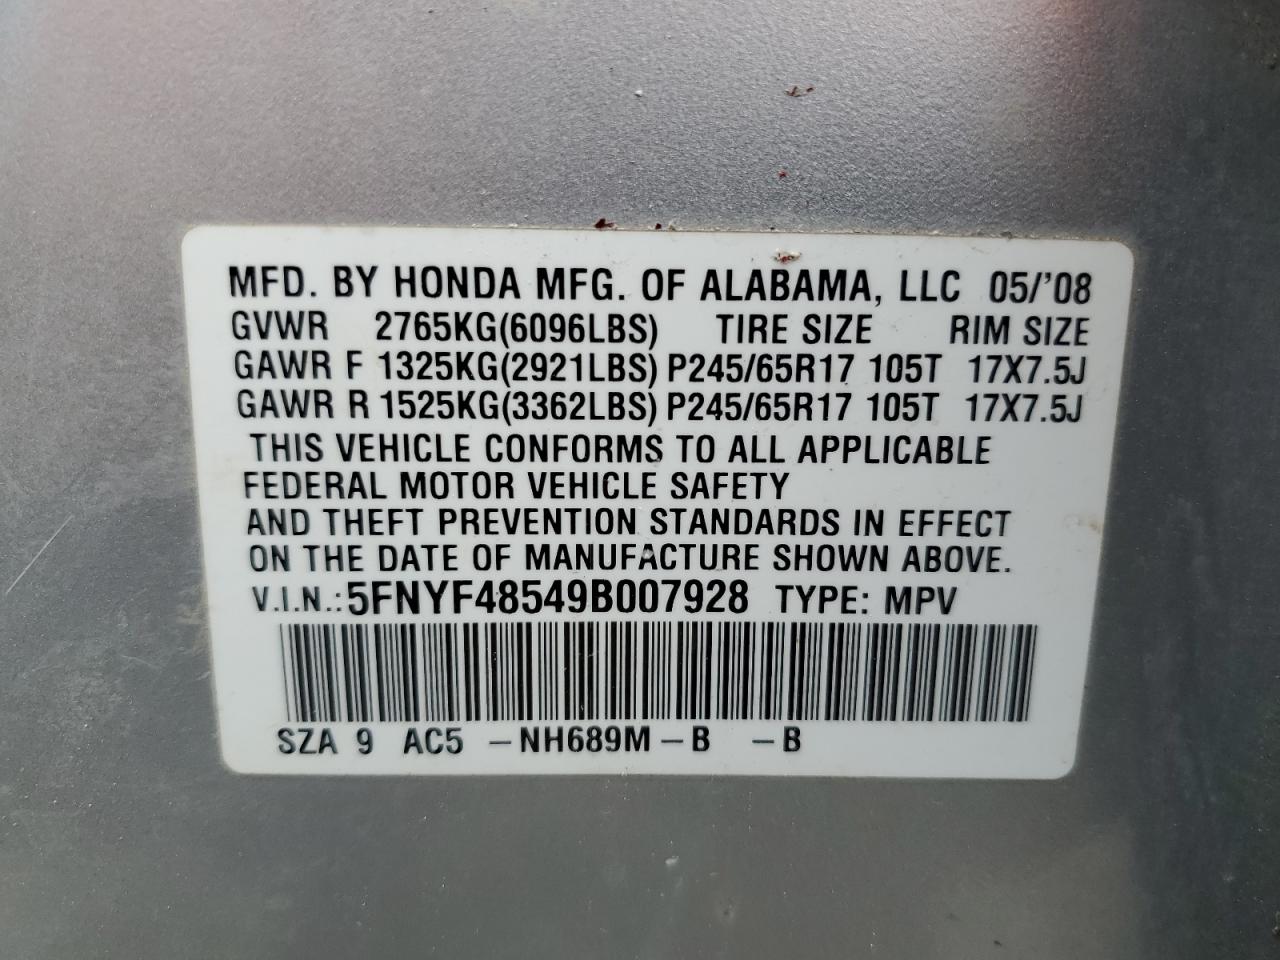 MFD. BY HONDA MFG. OF ALABAMA, LLC 05/'08
GVWR 2765KG(6096LBS) TIRE SIZE RIM SIZE
GAWR F 1325KG(2921LBS) P245/65R17 105T 17X7.5J
GAWR R 1525KG(3362LBS) P245/65R17 105T 17X7.5J
THIS VEHICLE CONFORMS TO ALL APPLICABLE
FEDERAL MOTOR VEHICLE SAFETY
AND THEFT PREVENTION STANDARDS IN EFFECT
ON THE DATE OF MANUFACTURE SHOWN ABOVE.
V.I.N.: 5FNYF48549B007928 TYPE: MPV
SZA 9 AC5 -NH689M-B -B